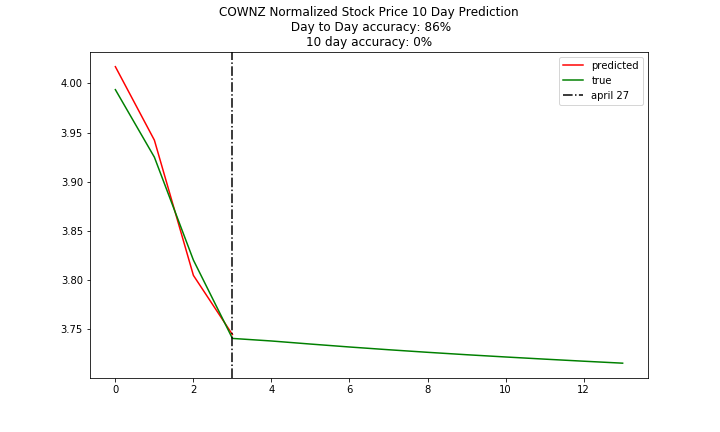 COWNZ Normalized Stock Price 10 Day Prediction
Day to Day accuracy: 86%
10 day accuracy: 0%
predicted
true
april 27
4.00
3.95
3.90
3.85
3.80
3.75
0 2 4 6 8 10 12